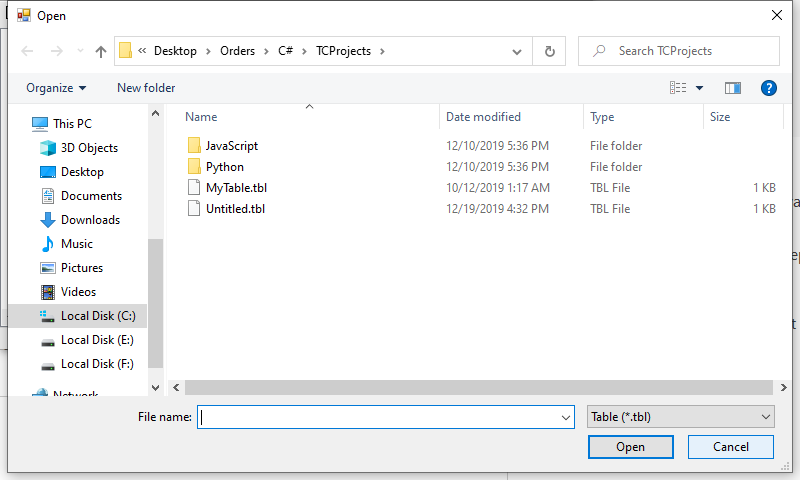 Open
« Desktop > Orders > C# > TCProjects >
Search TCProjects
Organize
New folder
?
Name
Date modified
Type
Size
This PC
3D Objects
Desktop
Documents
Downloads
Music
Pictures
Videos
Local Disk (C:)
Local Disk (E:)
Local Disk (F:)
Network
JavaScript 12/10/2019 5:36 PM File folder
Python 12/10/2019 5:36 PM File folder
MyTable.tbl 10/12/2019 1:17 AM TBL File 1 KB
Untitled.tbl 12/19/2019 4:32 PM TBL File 1 KB
File name:
Table (*.tbl)
Open
Cancel